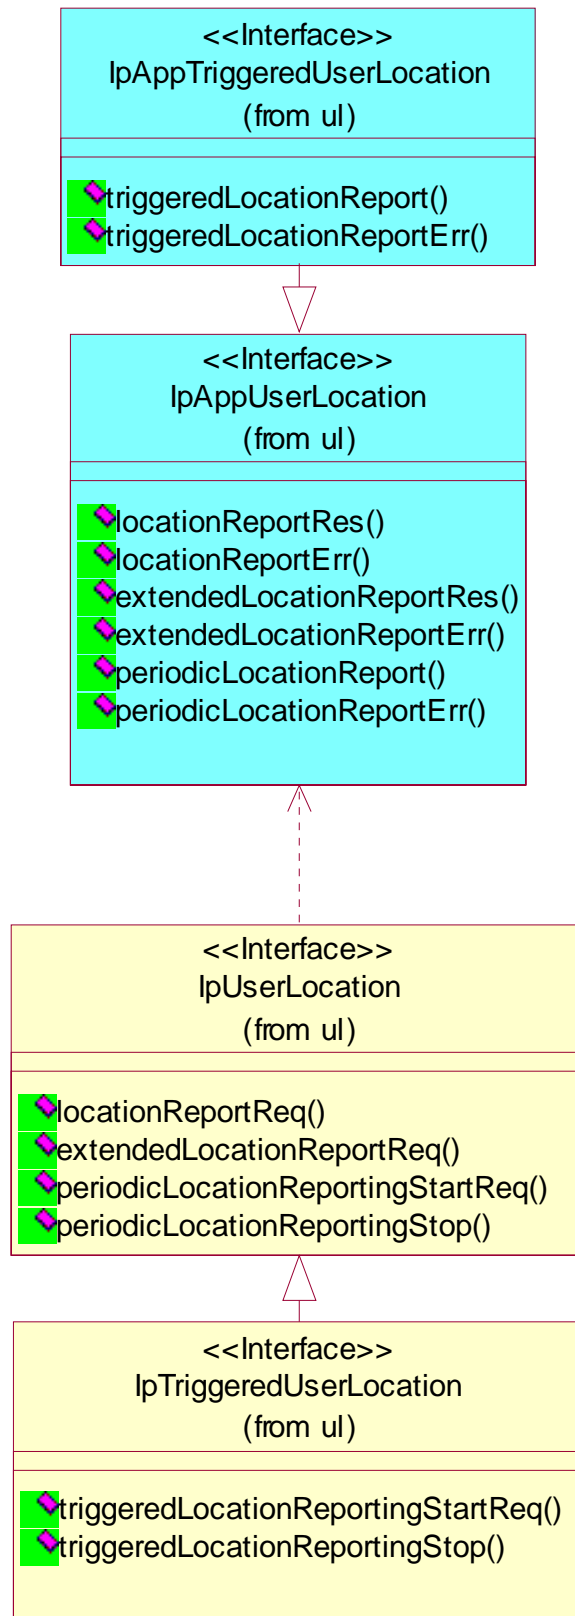 <<Interface>>
IpAppTriggeredUserLocation
(from ul)
triggeredLocationReport()
triggeredLocationReportErr()
<<Interface>>
IpAppUserLocation
(from ul)
locationReportRes()
locationReportErr()
extendedLocationReportRes()
extendedLocationReportErr()
periodicLocationReport()
periodicLocationReportErr()
<<Interface>>
IpUserLocation
(from ul)
locationReportReq()
extendedLocationReportReq()
periodicLocationReportingStartReq()
periodicLocationReportingStop()
<<Interface>>
IpTriggeredUserLocation
(from ul)
triggeredLocationReportingStartReq()
triggeredLocationReportingStop()